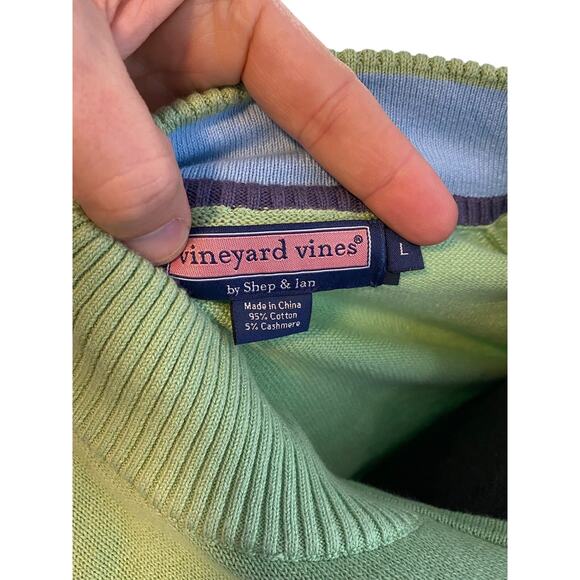 vineyard vines®
L
by Shep & Ian
Made in China
95% Cotton
5% Cashmere